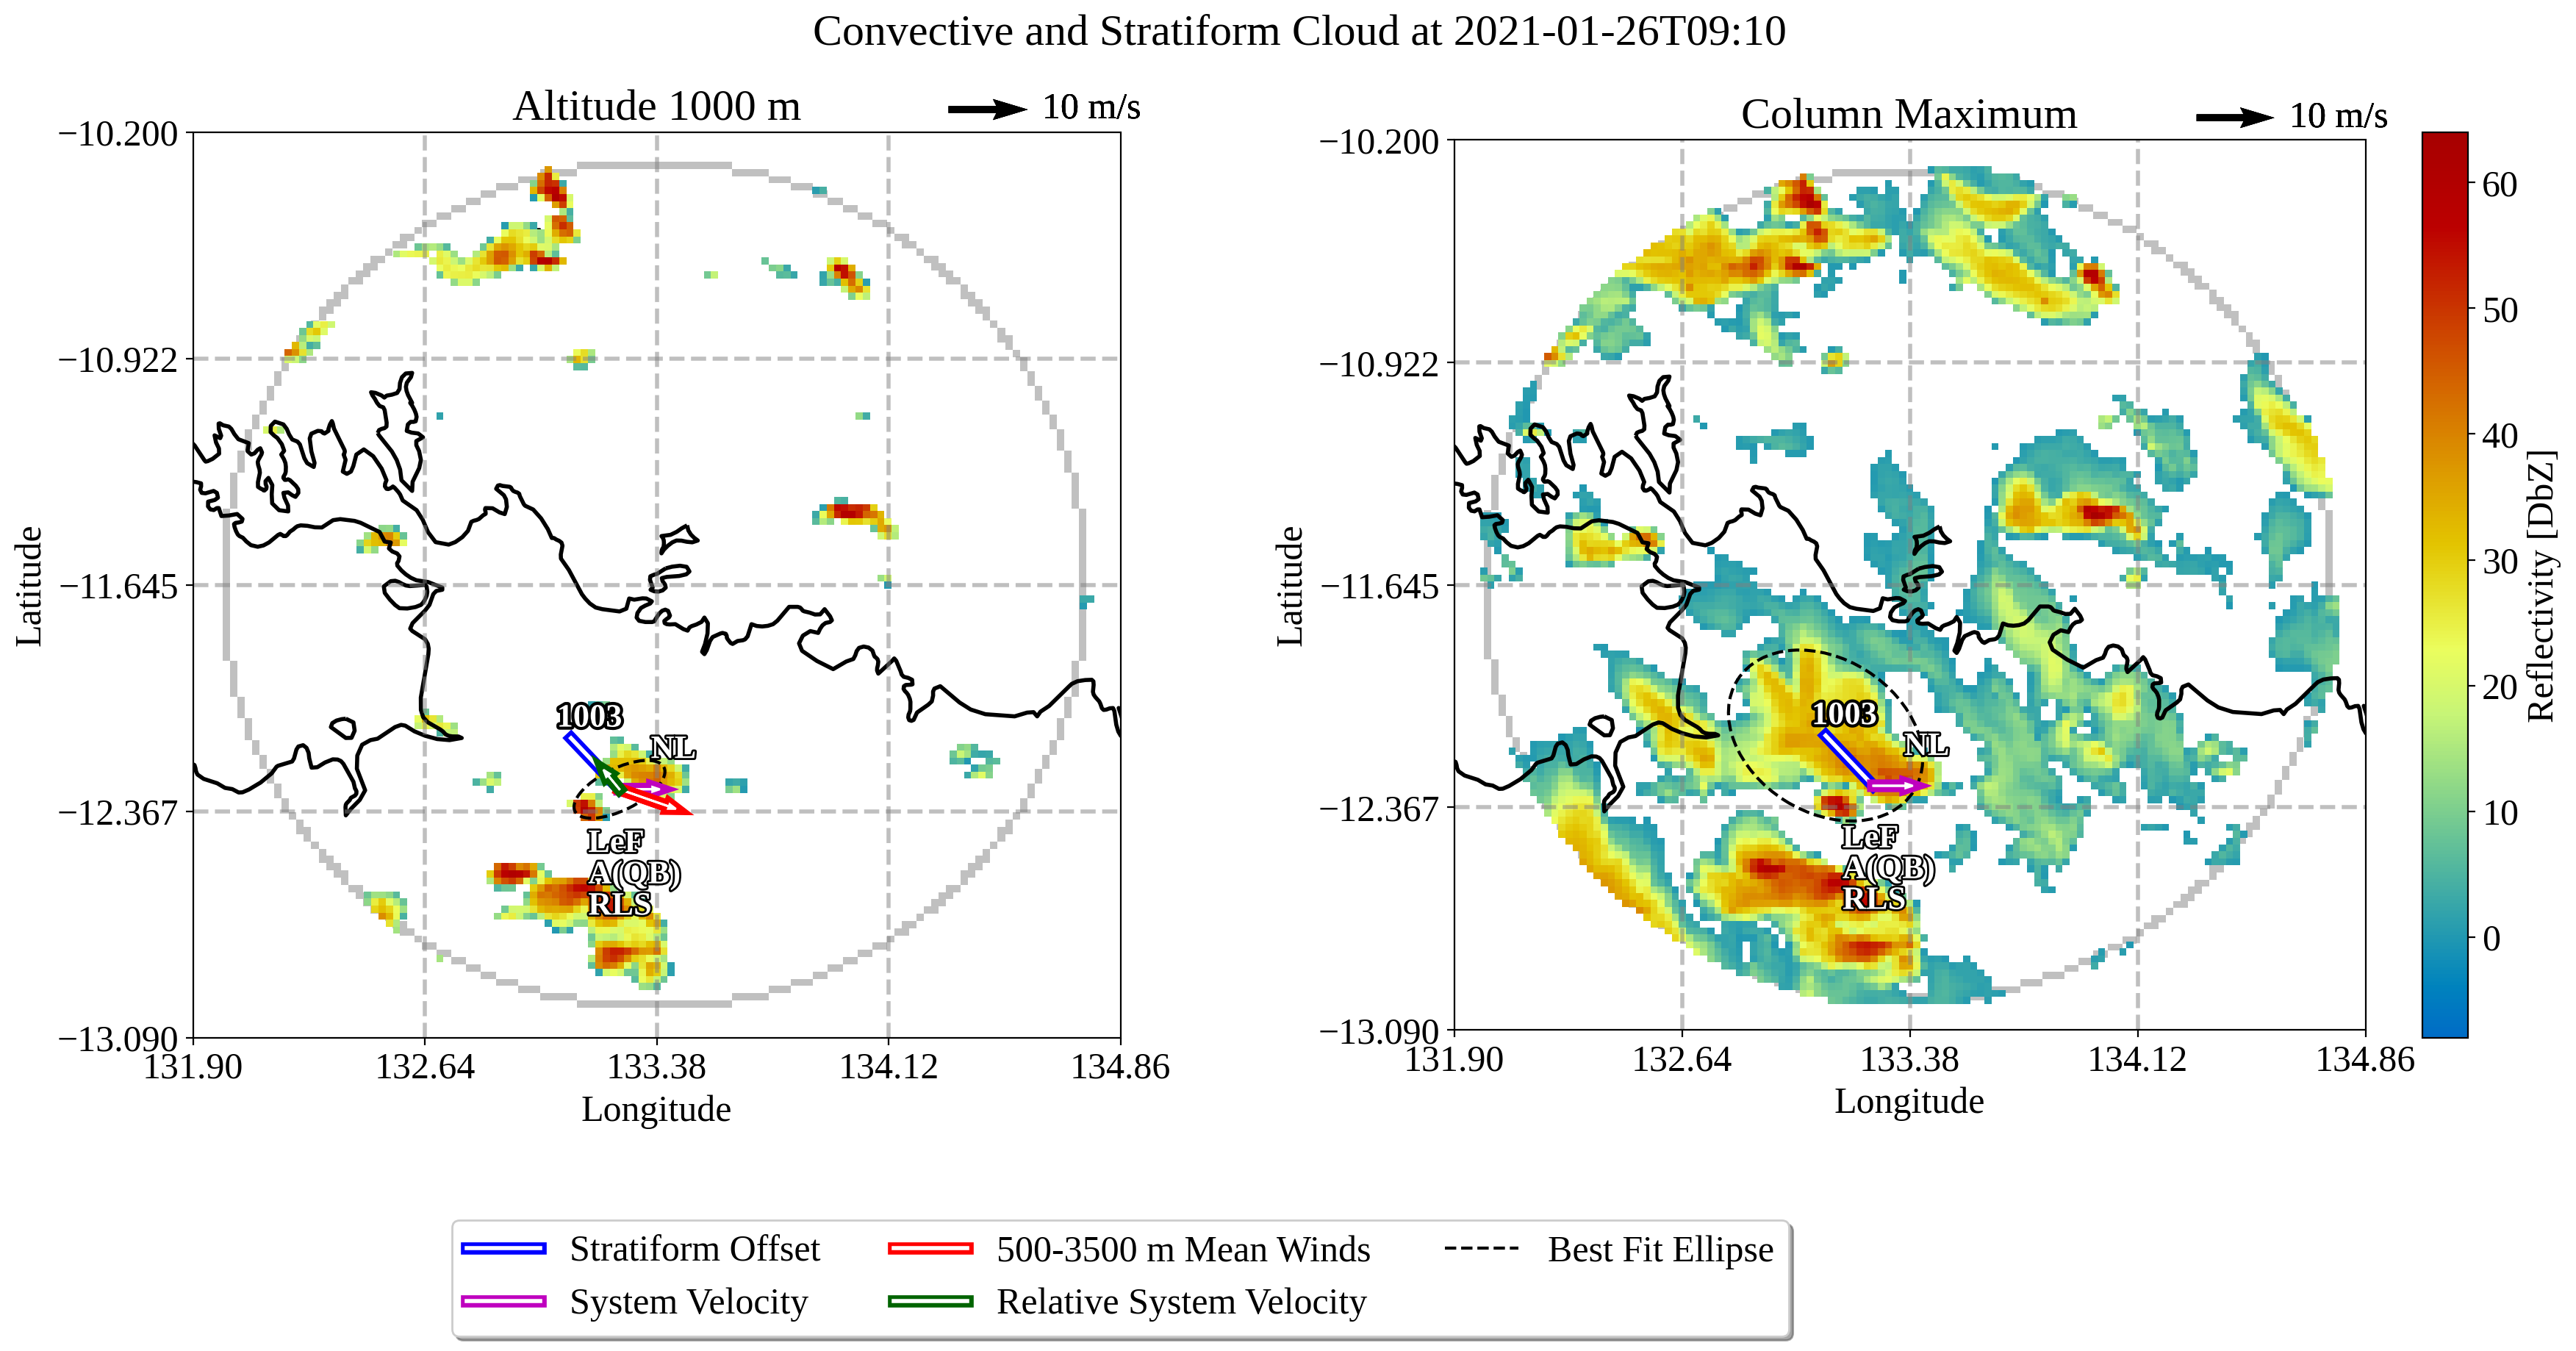 Convective and Stratiform Cloud at 2021-01-26T09:10
Altitude 1000 m
10 m/s
−10.200
−10.922
−11.645
−12.367
−13.090
131.90
132.64
133.38
134.12
134.86
Latitude
Longitude
1003
NL
LeF
A(QB)
RLS
Column Maximum
10 m/s
−10.200
−10.922
−11.645
−12.367
−13.090
131.90
132.64
133.38
134.12
134.86
Latitude
Longitude
1003
NL
LeF
A(QB)
RLS
60
50
40
30
20
10
0
Reflectivity [DbZ]
Stratiform Offset
500-3500 m Mean Winds
Best Fit Ellipse
System Velocity
Relative System Velocity